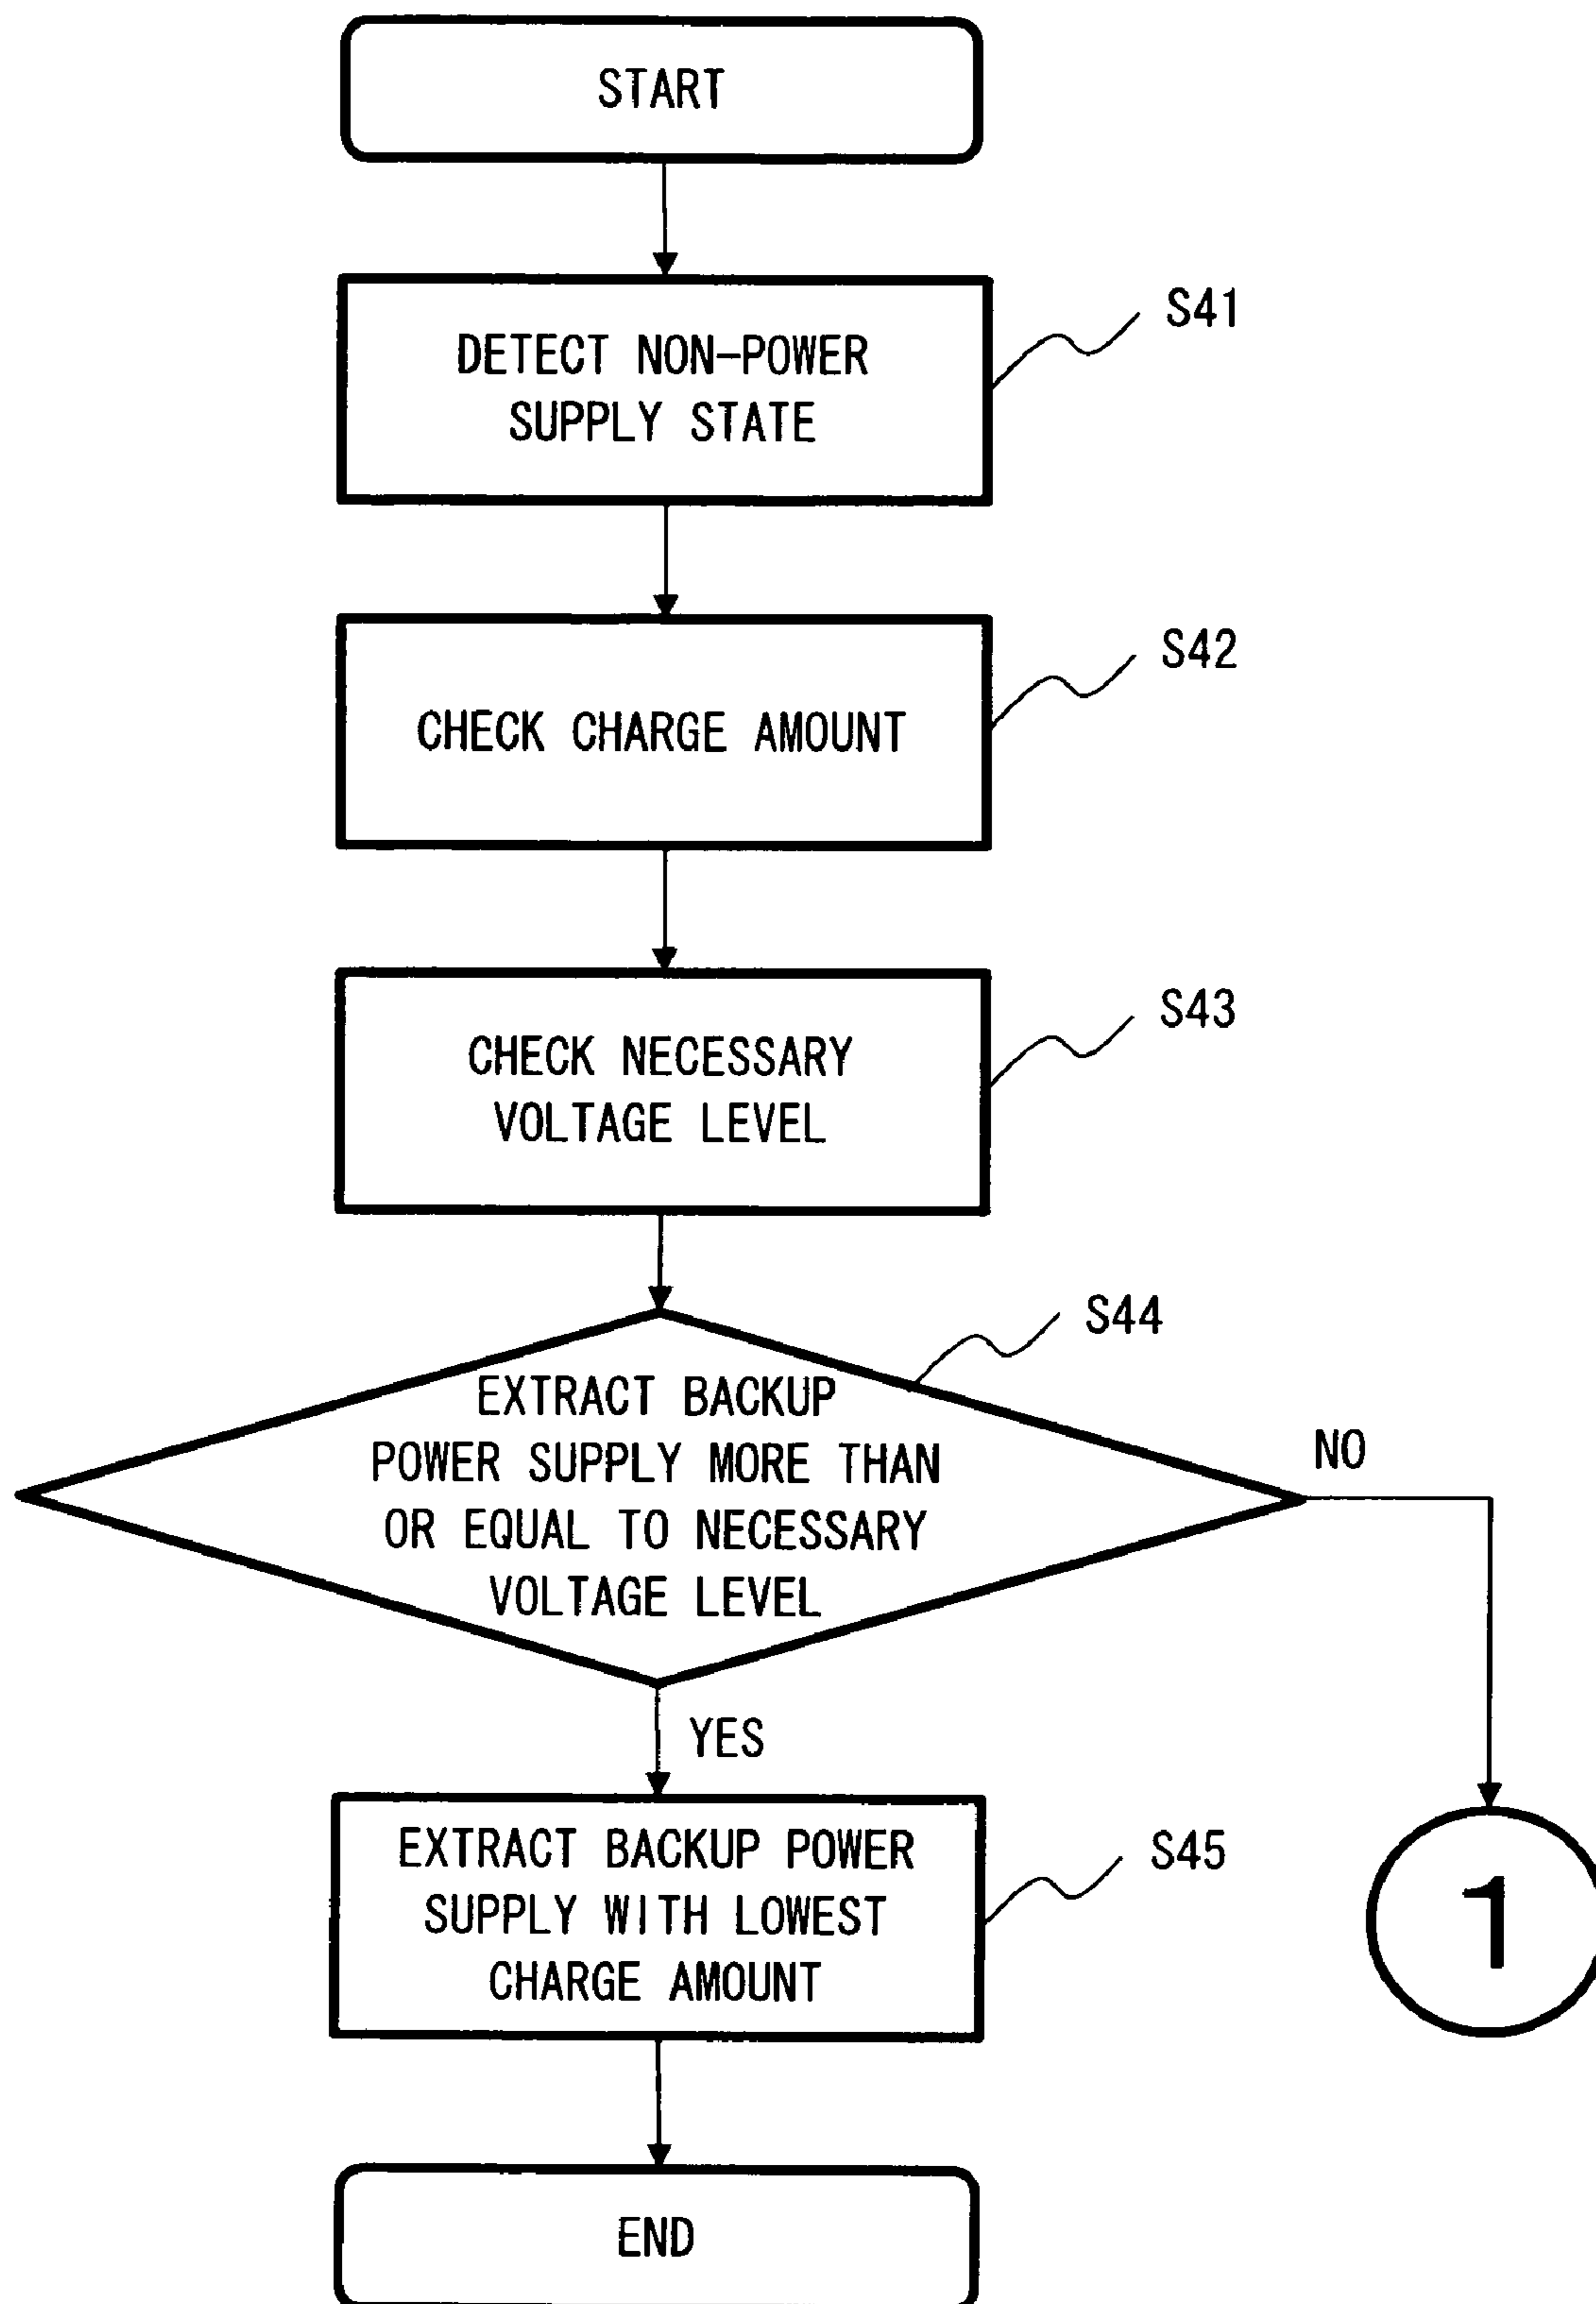 START
DETECT NON-POWER
SUPPLY STATE
S41
CHECK CHARGE AMOUNT
S42
CHECK NECESSARY
VOLTAGE LEVEL
S43
EXTRACT BACKUP
POWER SUPPLY MORE THAN
OR EQUAL TO NECESSARY
VOLTAGE LEVEL
S44
NO
YES
EXTRACT BACKUP POWER
SUPPLY WITH LOWEST
CHARGE AMOUNT
S45
1
END